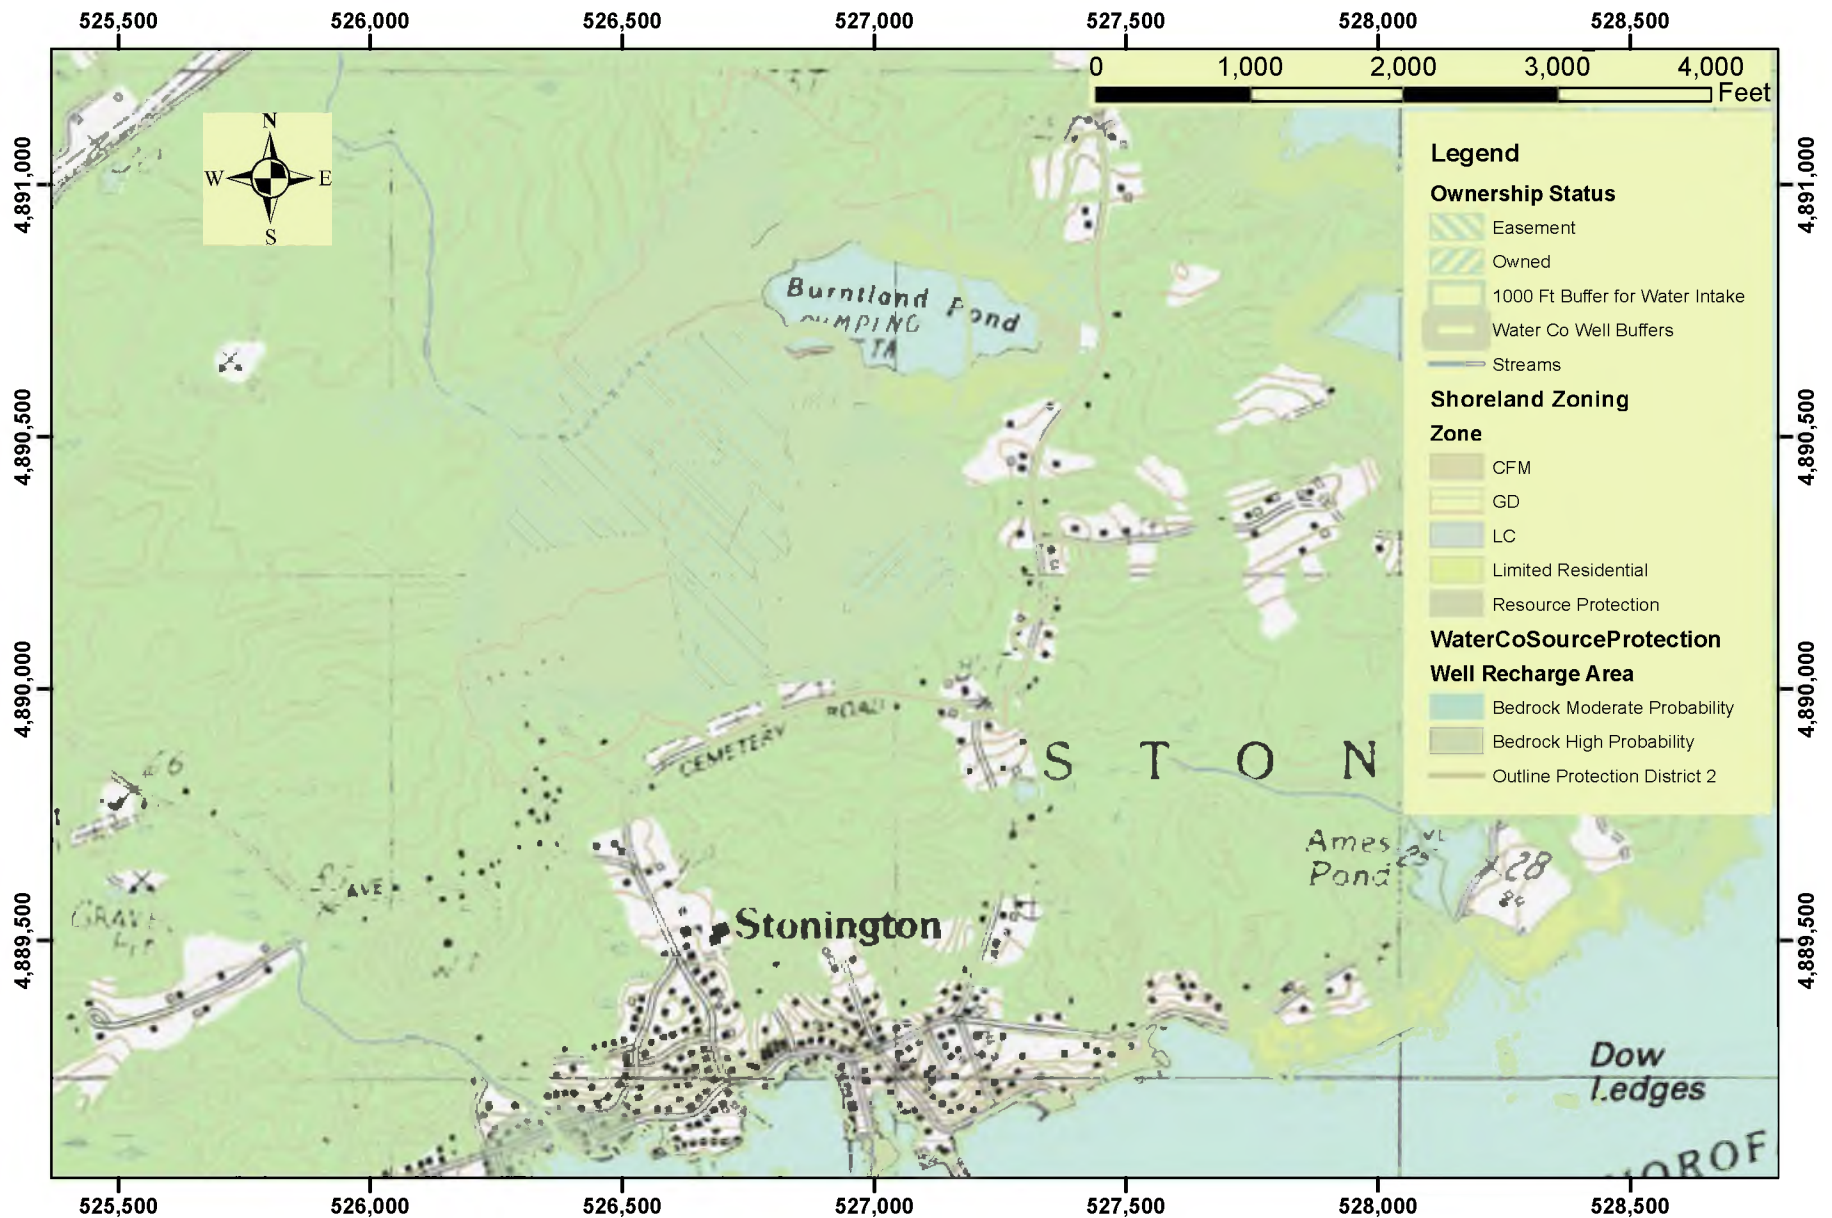 525,500 526,000 526,500 527,000 527,500 528,000 528,500
0 1,000 2,000 3,000 4,000
Feet
N
W E
S
4,891,000
4,890,500
4,890,000
4,889,500
4,891,000
4,890,500
4,890,000
4,889,500
Legend
Ownership Status
Easement
Owned
1000 Ft Buffer for Water Intake
Water Co Well Buffers
Streams
Shoreland Zoning
Zone
CFM
GD
LC
Limited Residential
Resource Protection
WaterCoSourceProtection
Well Recharge Area
Bedrock Moderate Probability
Bedrock High Probability
Outline Protection District 2
Burntland Pond
CEMETERY ROAD
S T O N
Ames
Pond
28
AVE
Stonington
Dow
Ledges
525,500 526,000 526,500 527,000 527,500 528,000 528,500